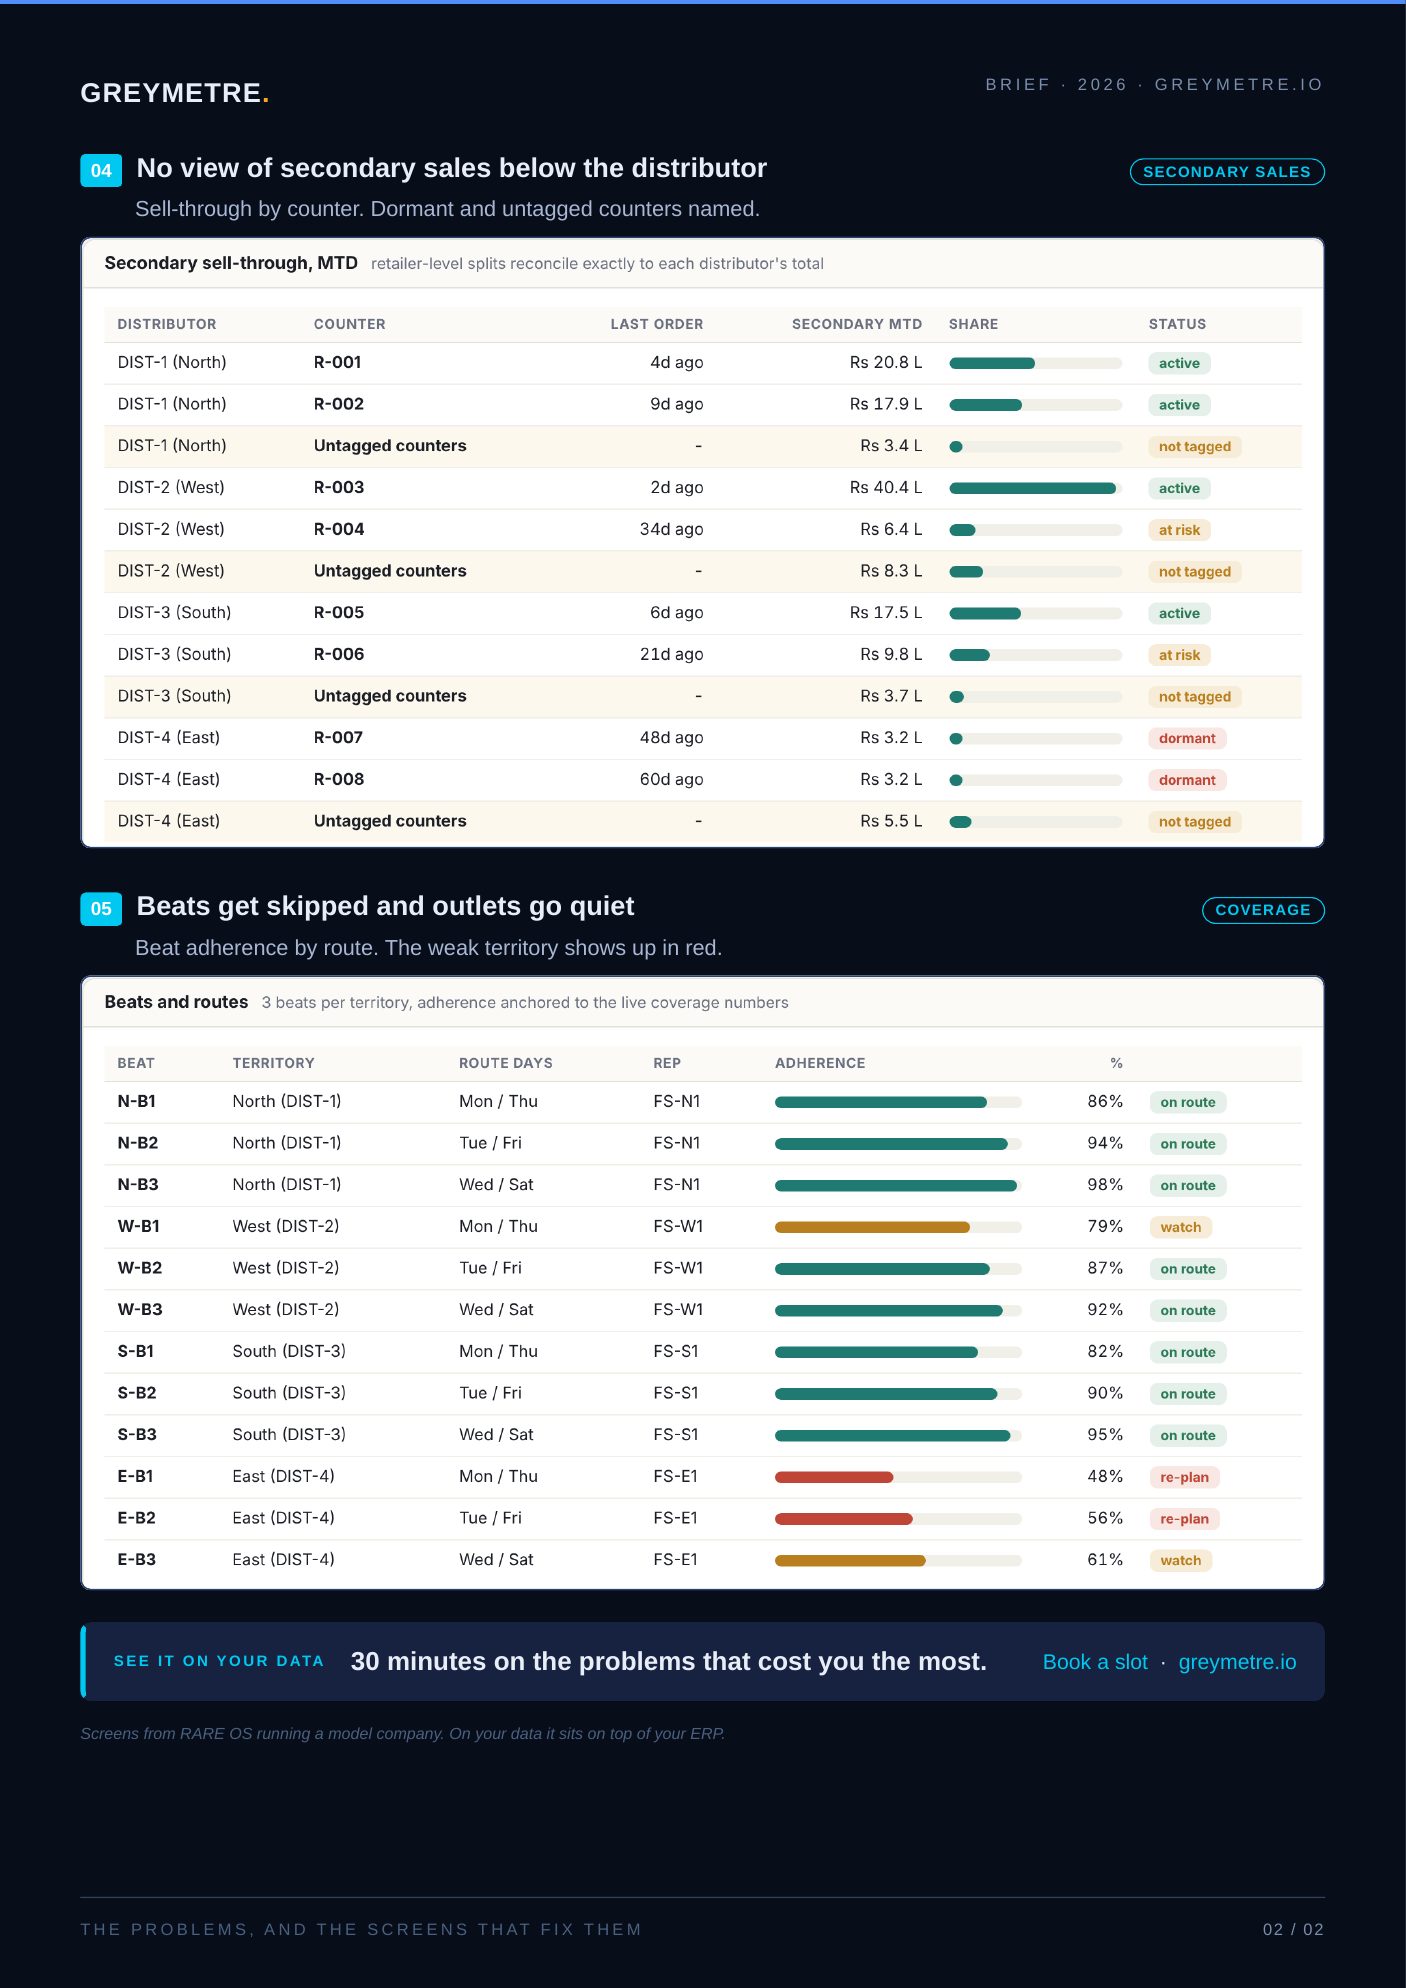 GREYMETRE.
BRIEF · 2026 · GREYMETRE.IO
04 No view of secondary sales below the distributor
SECONDARY SALES
Sell-through by counter. Dormant and untagged counters named.
Secondary sell-through, MTD retailer-level splits reconcile exactly to each distributor's total
DISTRIBUTOR COUNTER LAST ORDER SECONDARY MTD SHARE STATUS
DIST-1 (North) R-001 4d ago Rs 20.8 L active
DIST-1 (North) R-002 9d ago Rs 17.9 L active
DIST-1 (North) Untagged counters - Rs 3.4 L not tagged
DIST-2 (West) R-003 2d ago Rs 40.4 L active
DIST-2 (West) R-004 34d ago Rs 6.4 L at risk
DIST-2 (West) Untagged counters - Rs 8.3 L not tagged
DIST-3 (South) R-005 6d ago Rs 17.5 L active
DIST-3 (South) R-006 21d ago Rs 9.8 L at risk
DIST-3 (South) Untagged counters - Rs 3.7 L not tagged
DIST-4 (East) R-007 48d ago Rs 3.2 L dormant
DIST-4 (East) R-008 60d ago Rs 3.2 L dormant
DIST-4 (East) Untagged counters - Rs 5.5 L not tagged
05 Beats get skipped and outlets go quiet
COVERAGE
Beat adherence by route. The weak territory shows up in red.
Beats and routes 3 beats per territory, adherence anchored to the live coverage numbers
BEAT TERRITORY ROUTE DAYS REP ADHERENCE %
N-B1 North (DIST-1) Mon / Thu FS-N1 86% on route
N-B2 North (DIST-1) Tue / Fri FS-N1 94% on route
N-B3 North (DIST-1) Wed / Sat FS-N1 98% on route
W-B1 West (DIST-2) Mon / Thu FS-W1 79% watch
W-B2 West (DIST-2) Tue / Fri FS-W1 87% on route
W-B3 West (DIST-2) Wed / Sat FS-W1 92% on route
S-B1 South (DIST-3) Mon / Thu FS-S1 82% on route
S-B2 South (DIST-3) Tue / Fri FS-S1 90% on route
S-B3 South (DIST-3) Wed / Sat FS-S1 95% on route
E-B1 East (DIST-4) Mon / Thu FS-E1 48% re-plan
E-B2 East (DIST-4) Tue / Fri FS-E1 56% re-plan
E-B3 East (DIST-4) Wed / Sat FS-E1 61% watch
SEE IT ON YOUR DATA 30 minutes on the problems that cost you the most. Book a slot · greymetre.io
Screens from RARE OS running a model company. On your data it sits on top of your ERP.
THE PROBLEMS, AND THE SCREENS THAT FIX THEM
02 / 02